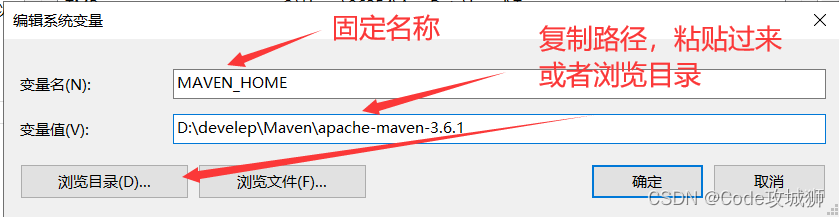 编辑系统变量
固定名称
复制路径，粘贴过来
或者浏览目录
变量名(N):
MAVEN_HOME
变量值(V):
D:\develep\Maven\apache-maven-3.6.1
浏览目录(D)...
浏览文件(F)...
确定
取消
CSDN @Code攻城狮